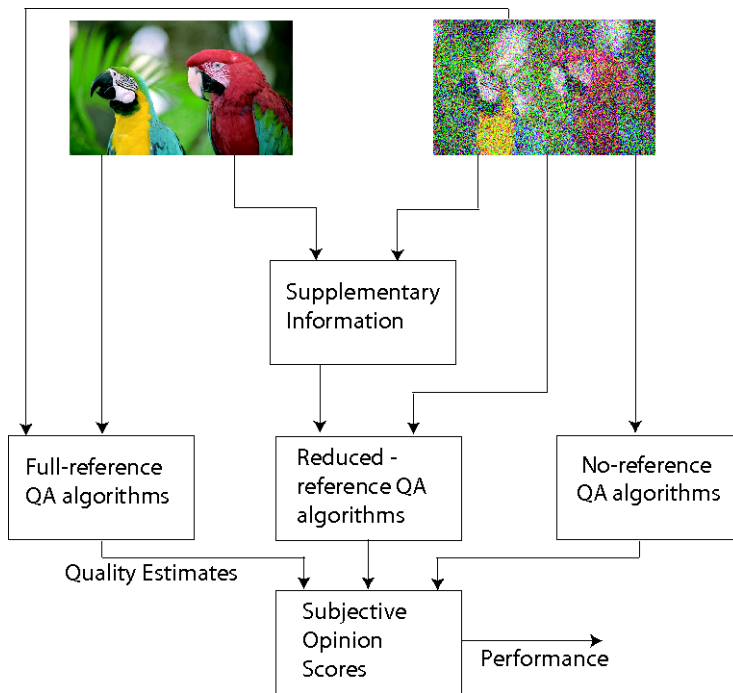 Supplementary
Information
Full-reference
QA algorithms
Reduced -
reference QA
algorithms
No-reference
QA algorithms
Quality Estimates
Subjective
Opinion
Scores
Performance